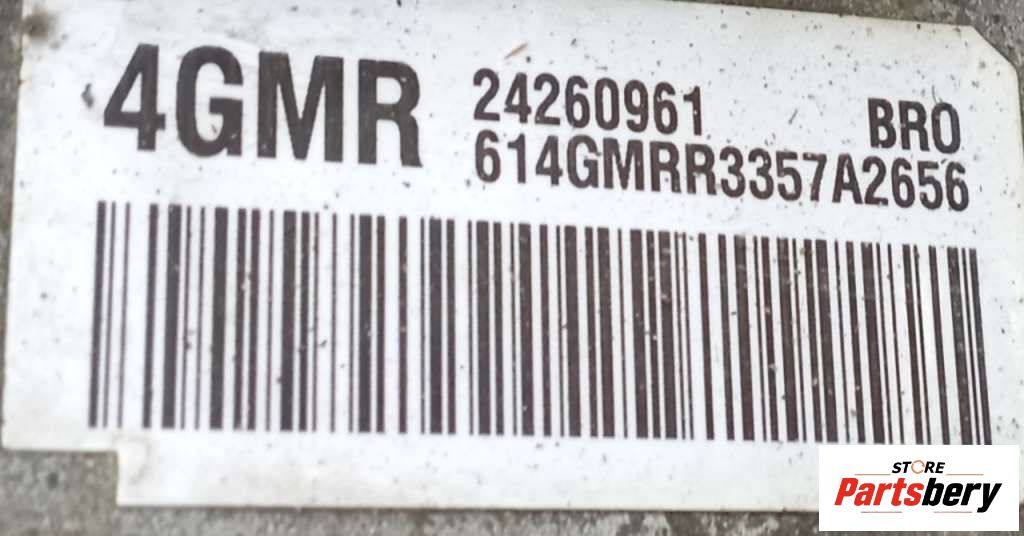 4GMR
24260961 BRO
614GMRR3357A2656
STORE
Partsbery